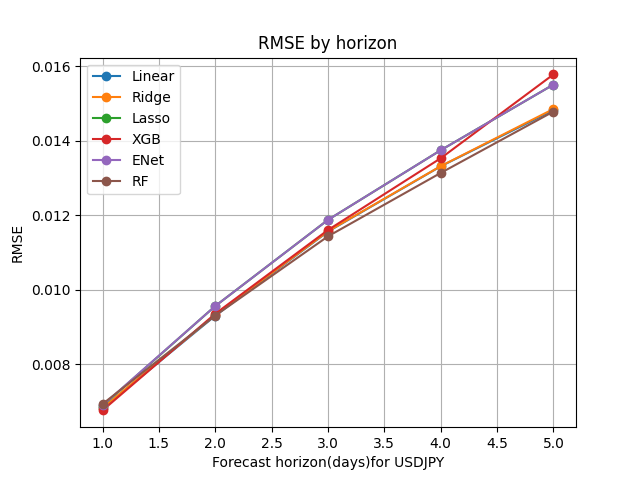 RMSE by horizon
0.016
0.014
0.012
0.010
0.008
RMSE
Linear
Ridge
Lasso
XGB
ENet
RF
1.0 1.5 2.0 2.5 3.0 3.5 4.0 4.5 5.0
Forecast horizon(days)for USDJPY